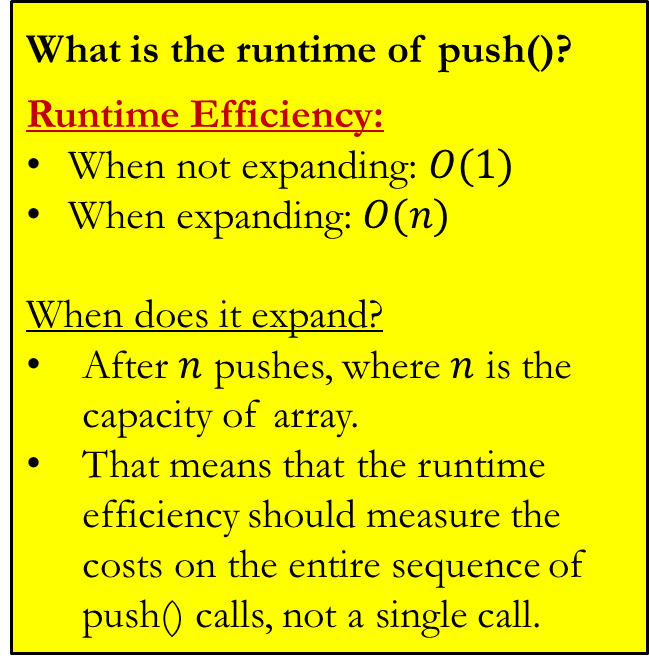 What is the runtime of push()?
Runtime Efficiency:
• When not expanding: O(1)
• When expanding: O(n)
When does it expand?
• After n pushes, where n is the
capacity of array.
• That means that the runtime
efficiency should measure the
costs on the entire sequence of
push() calls, not a single call.